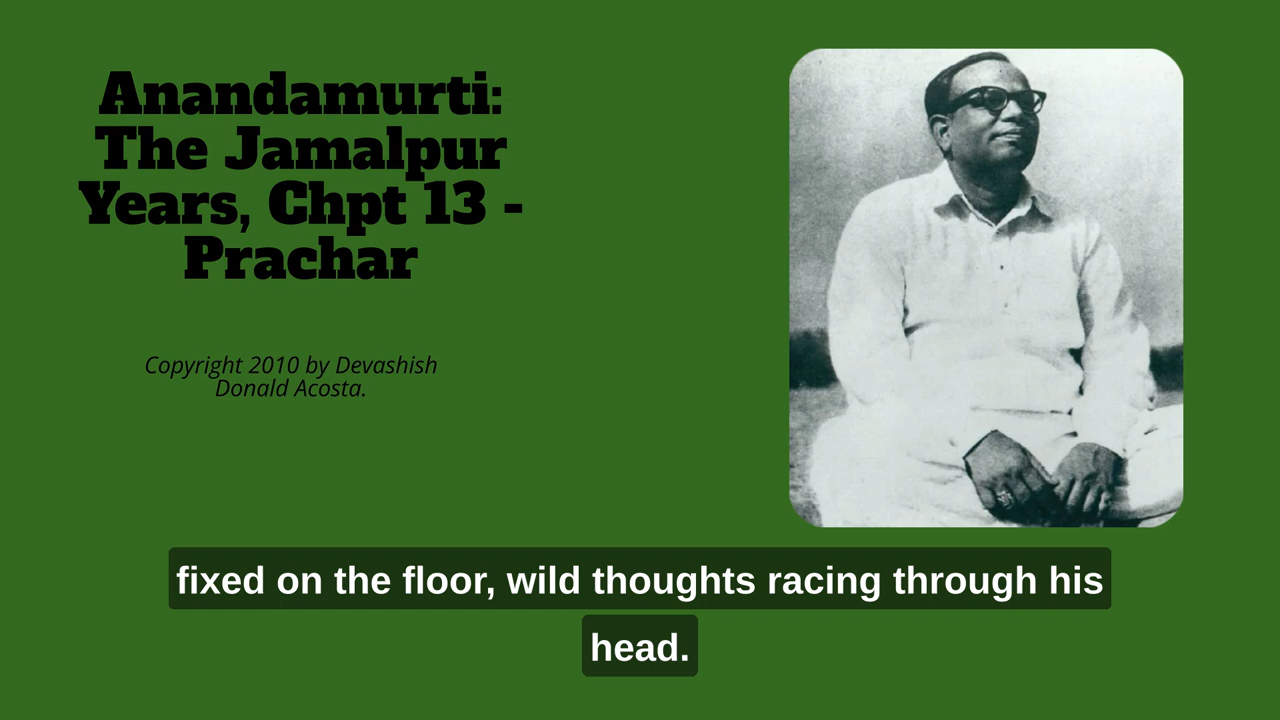 Anandamurti:
The Jamalpur
Years, Chpt 13 -
Prachar
Copyright 2010 by Devashish
Donald Acosta.
fixed on the floor, wild thoughts racing through his
head.